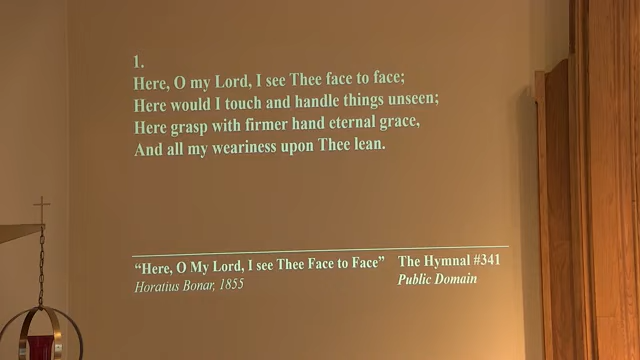 1.
Here, O my Lord, I see Thee face to face;
Here would I touch and handle things unseen;
Here grasp with firmer hand eternal grace,
And all my weariness upon Thee lean.
“Here, O My Lord, I see Thee Face to Face” The Hymnal #341
Horatius Bonar, 1855 Public Domain